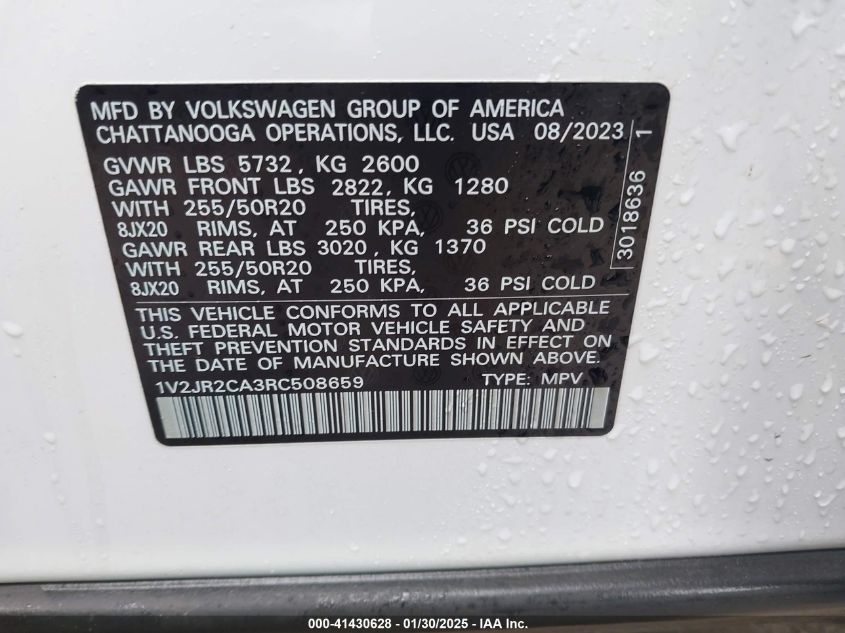 MFD BY VOLKSWAGEN GROUP OF AMERICA
CHATTANOOGA OPERATIONS, LLC. USA 08/2023
GVWR LBS 5732, KG 2600
GAWR FRONT LBS 2822, KG 1280
WITH 255/50R20 TIRES,
8JX20 RIMS, AT 250 KPA, 36 PSI COLD
GAWR REAR LBS 3020, KG 1370
WITH 255/50R20 TIRES,
8JX20 RIMS, AT 250 KPA, 36 PSI COLD
THIS VEHICLE CONFORMS TO ALL APPLICABLE
U.S. FEDERAL MOTOR VEHICLE SAFETY AND
THEFT PREVENTION STANDARDS IN EFFECT ON
THE DATE OF MANUFACTURE SHOWN ABOVE.
1V2JR2CA3RC508659 TYPE: MPV
3018636 1
000-41430628 - 01/30/2025 - IAA Inc.